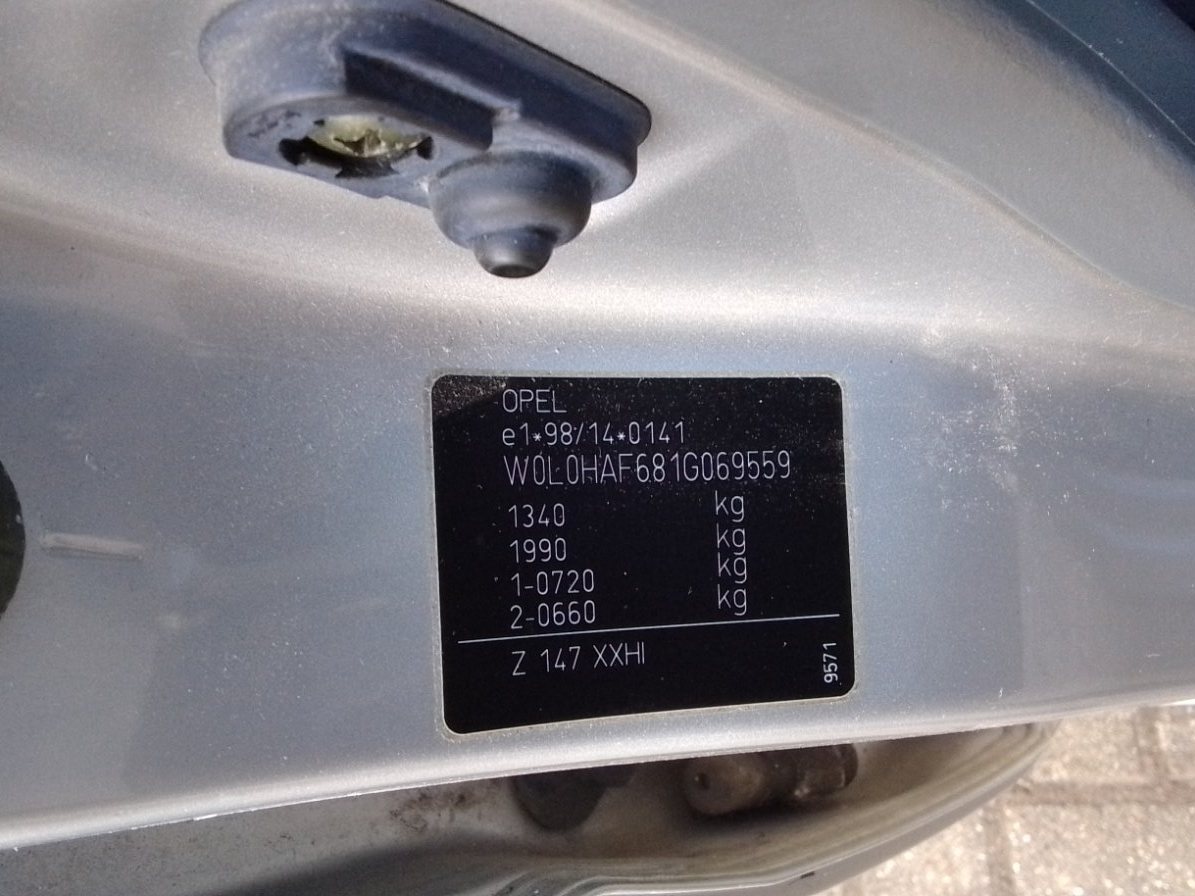 OPEL
e1*98/14*0141
W0L0HAF681G069559
1340 kg
1990 kg
1-0720 kg
2-0660 kg
Z 147 XXHI
9571